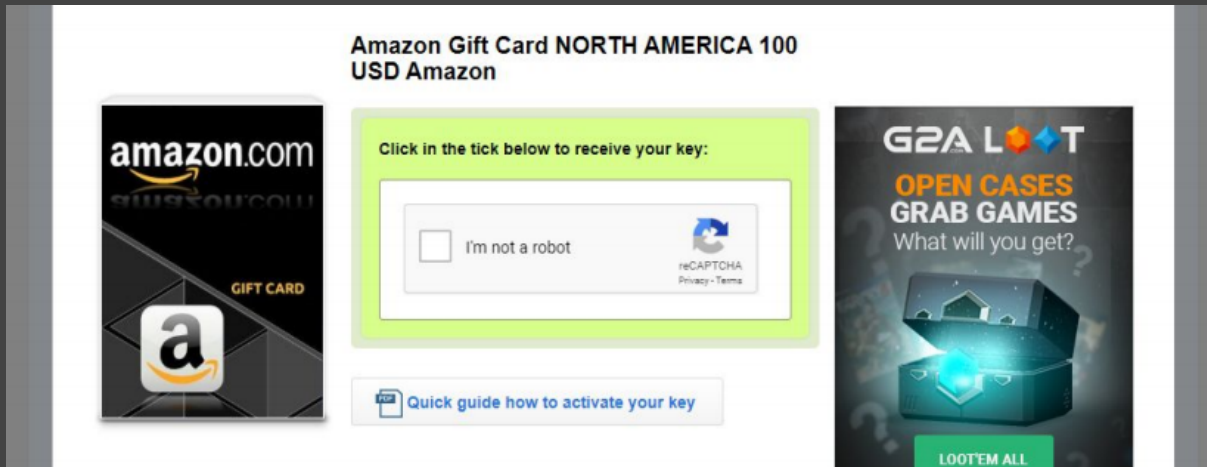 Amazon Gift Card NORTH AMERICA 100
USD Amazon
amazon.com
GIFT CARD
a
Click in the tick below to receive your key:
I'm not a robot
reCAPTCHA
Privacy - Terms
PDF
Quick guide how to activate your key
G2A LOOT
.COM
OPEN CASES
GRAB GAMES
What will you get?
LOOT'EM ALL